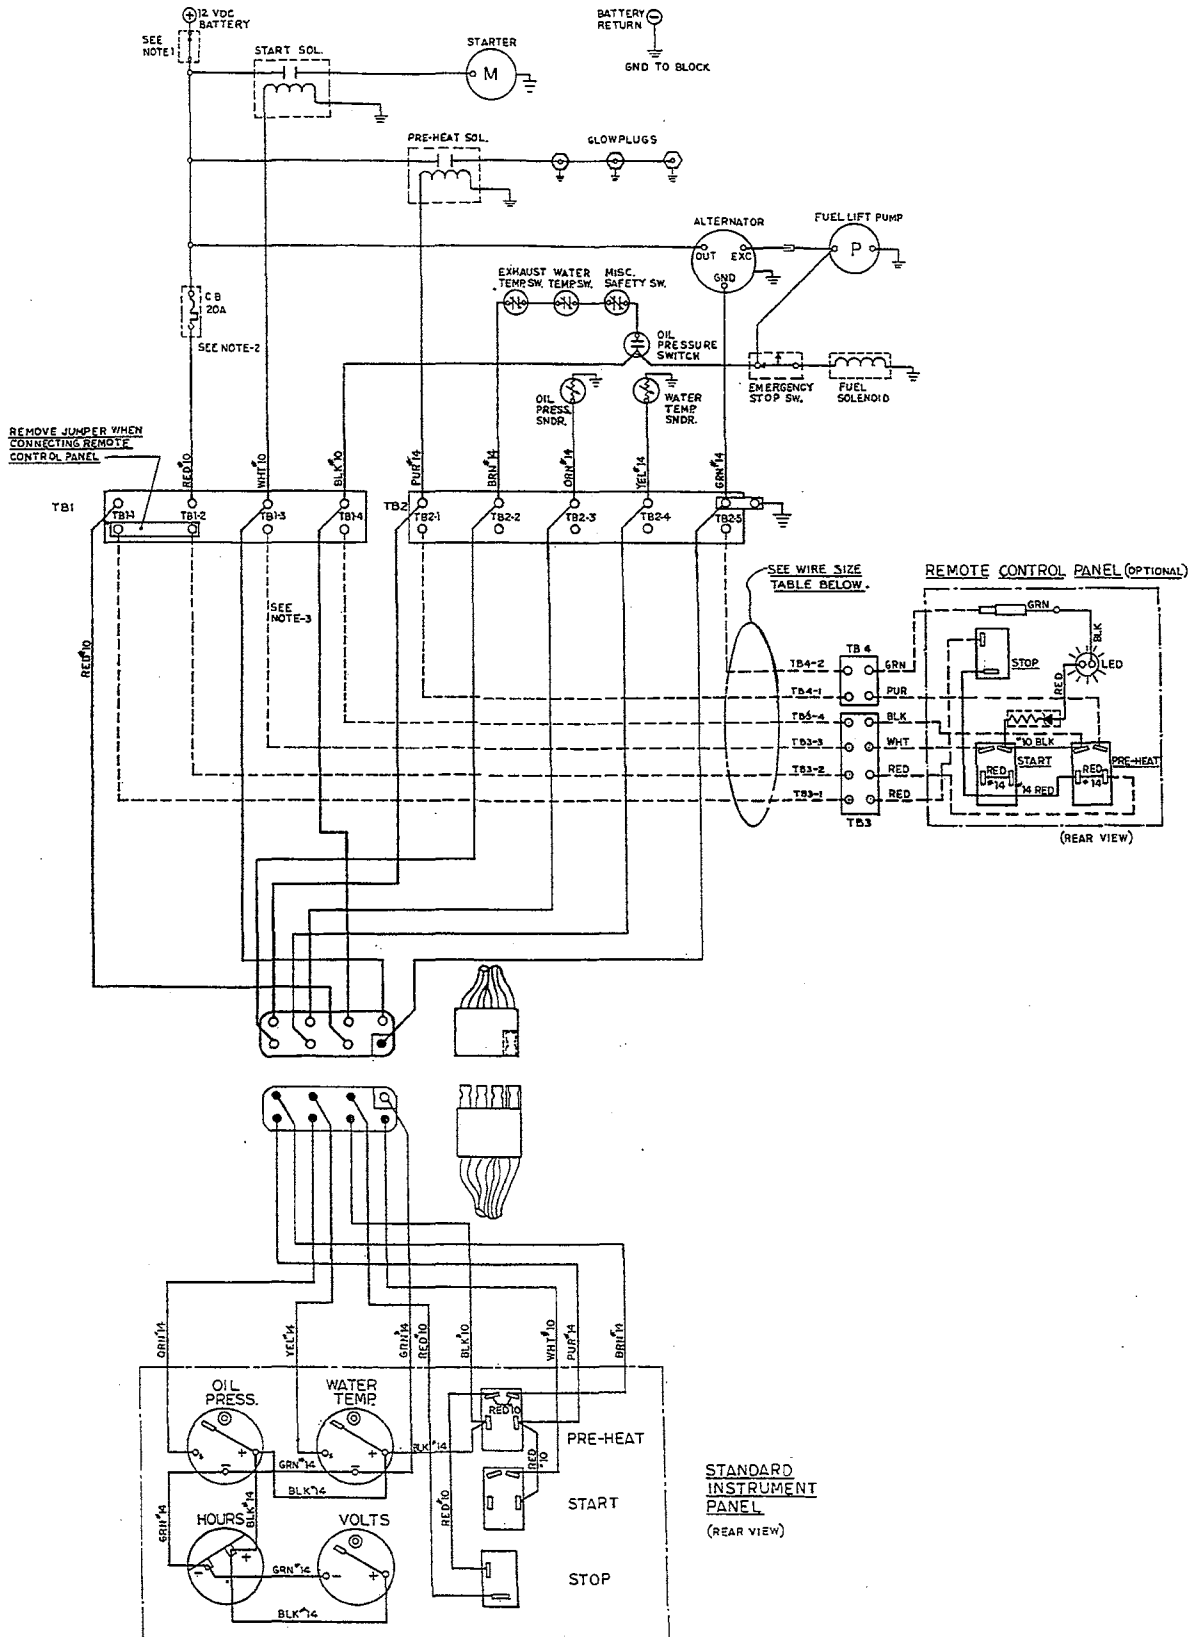 12 VDC
BATTERY
BATTERY
RETURN
GND TO BLOCK
SEE
NOTE 1
START SOL.
STARTER
M
PRE-HEAT SOL.
GLOWPLUGS
ALTERNATOR
OUT
EXC
GND
FUEL LIFT PUMP
P
EXHAUST
TEMP.SW.
WATER
TEMP.SW.
MISC.
SAFETY SW.
CB
20A
SEE NOTE-2
OIL
PRESSURE
SWITCH
EMERGENCY
STOP SW.
FUEL
SOLENOID
OIL
PRESS.
SNDR.
WATER
TEMP.
SNDR.
REMOVE JUMPER WHEN
CONNECTING REMOTE
CONTROL PANEL
RED#10
WHT#10
BLK#10
PUR#14
BRN#14
ORN#14
YEL#14
GRN#14
TB1
TB1-1
TB1-2
TB1-3
TB1-4
TB2
TB2-1
TB2-2
TB2-3
TB2-4
TB2-5
SEE WIRE SIZE
TABLE BELOW.
REMOTE CONTROL PANEL (OPTIONAL)
SEE
NOTE-3
RED#10
TB4-2
TB4-1
TB3-4
TB3-3
TB3-2
TB3-1
TB4
TB3
GRN
PUR
BLK
WHT
RED
RED
GRN
BLK
STOP
LED
RED
#10 BLK
START
PRE-HEAT
RED
#14
#14 RED
RED
#14
(REAR VIEW)
ORN#14
YEL#14
GRN#14
RED#10
BLK#10
WHT#10
PUR#14
BRN#14
OIL
PRESS.
WATER
TEMP.
S
+
–
S
+
–
GRN#14
BLK#14
BLK#14
RED10
PRE-HEAT
RED
#10
START
RED#10
STOP
GRN#14
BLK#14
HOURS
VOLTS
–
+
–
+
GRN#14
BLK#14
STANDARD
INSTRUMENT
PANEL
(REAR VIEW)